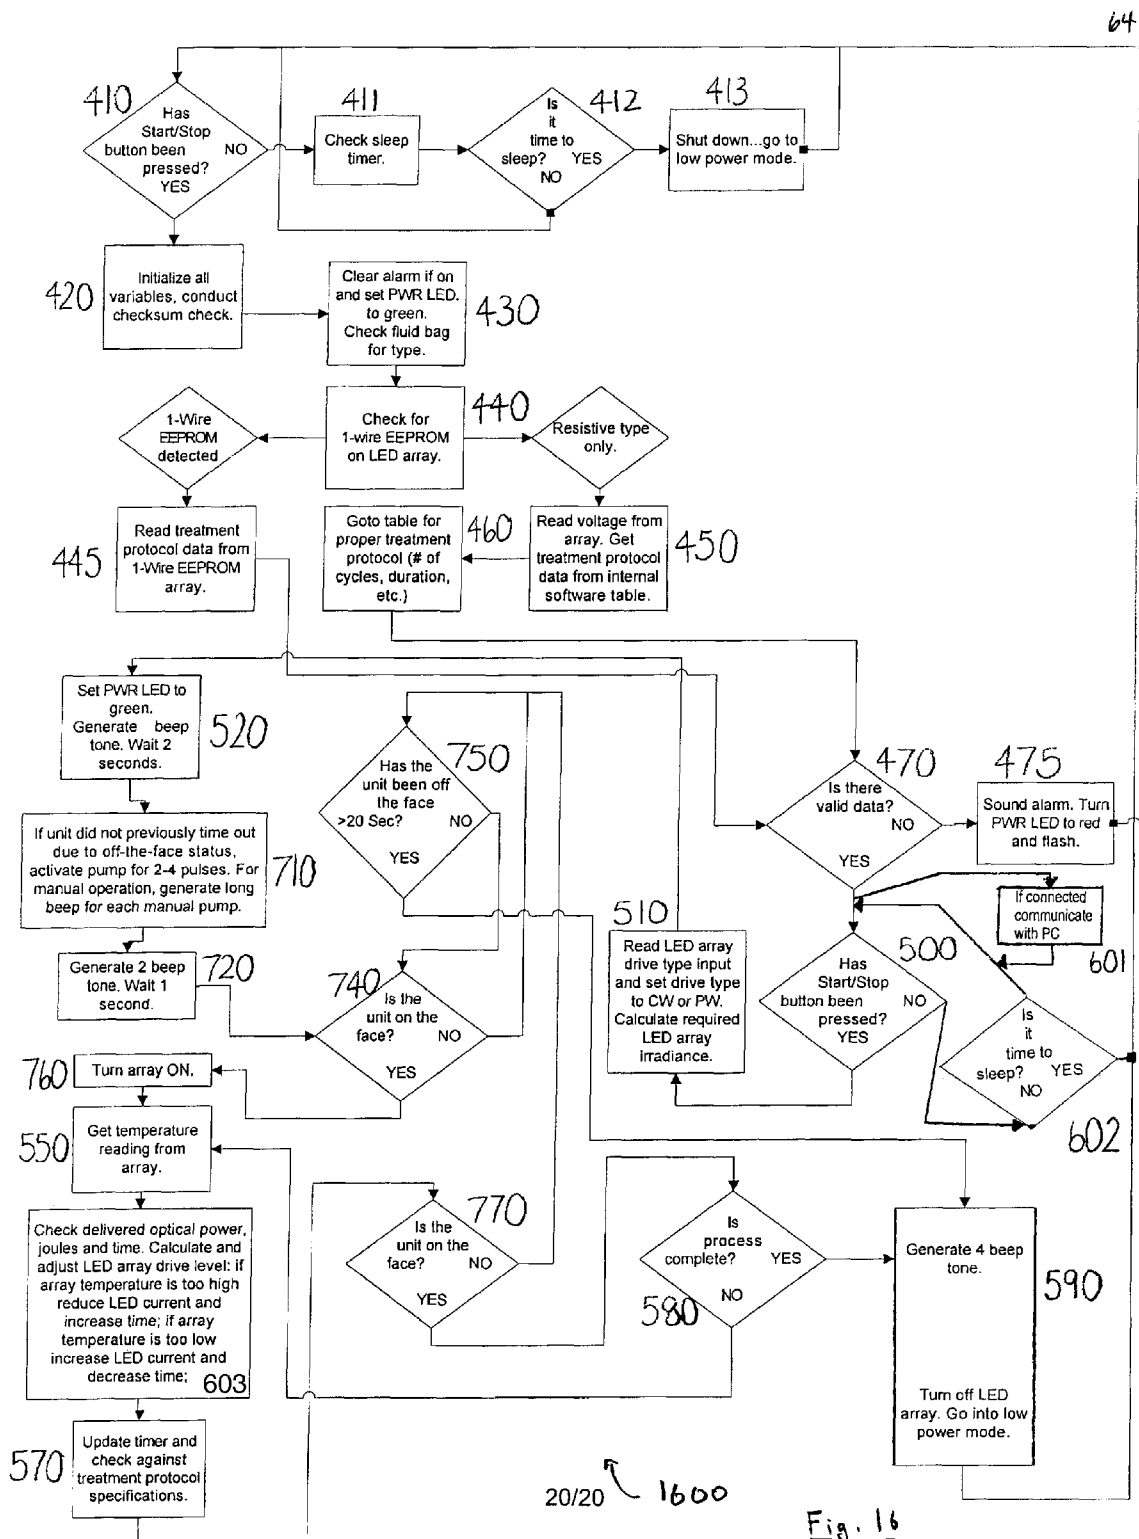 64
410
Has
Start/Stop
button been
pressed?
NO
YES
411
Check sleep
timer.
Is
it
time to
sleep?
YES
NO
412
413
Shut down...go to
low power mode.
420
Initialize all
variables, conduct
checksum check.
Clear alarm if on
and set PWR LED.
to green.
Check fluid bag
for type.
430
1-Wire
EEPROM
detected
Check for
1-wire EEPROM
on LED array.
440
Resistive type
only.
445
Read treatment
protocol data from
1-Wire EEPROM
array.
Goto table for
proper treatment
protocol (# of
cycles, duration,
etc.)
460
Read voltage from
array. Get
treatment protocol
data from internal
software table.
450
Set PWR LED to
green.
Generate beep
tone. Wait 2
seconds.
520
Has the
unit been off
the face
>20 Sec?
NO
YES
750
Is there
valid data?
NO
YES
470
475
Sound alarm. Turn
PWR LED to red
and flash.
If unit did not previously time out
due to off-the-face status,
activate pump for 2-4 pulses. For
manual operation, generate long
beep for each manual pump.
710
If connected
communicate
with PC
601
Generate 2 beep
tone. Wait 1
second.
720
740
Is the
unit on the
face?
NO
YES
510
Read LED array
drive type input
and set drive type
to CW or PW.
Calculate required
LED array
irradiance.
500
Has
Start/Stop
button been
pressed?
NO
YES
Is
it
time to
sleep?
YES
NO
602
760
Turn array ON.
550
Get temperature
reading from
array.
Check delivered optical power,
joules and time. Calculate and
adjust LED array drive level: if
array temperature is too high
reduce LED current and
increase time; if array
temperature is too low
increase LED current and
decrease time;
603
Is the
unit on the
face?
NO
YES
770
Is
process
complete?
YES
NO
580
Generate 4 beep
tone.
Turn off LED
array. Go into low
power mode.
590
570
Update timer and
check against
treatment protocol
specifications.
20/20
1600
Fig. 16